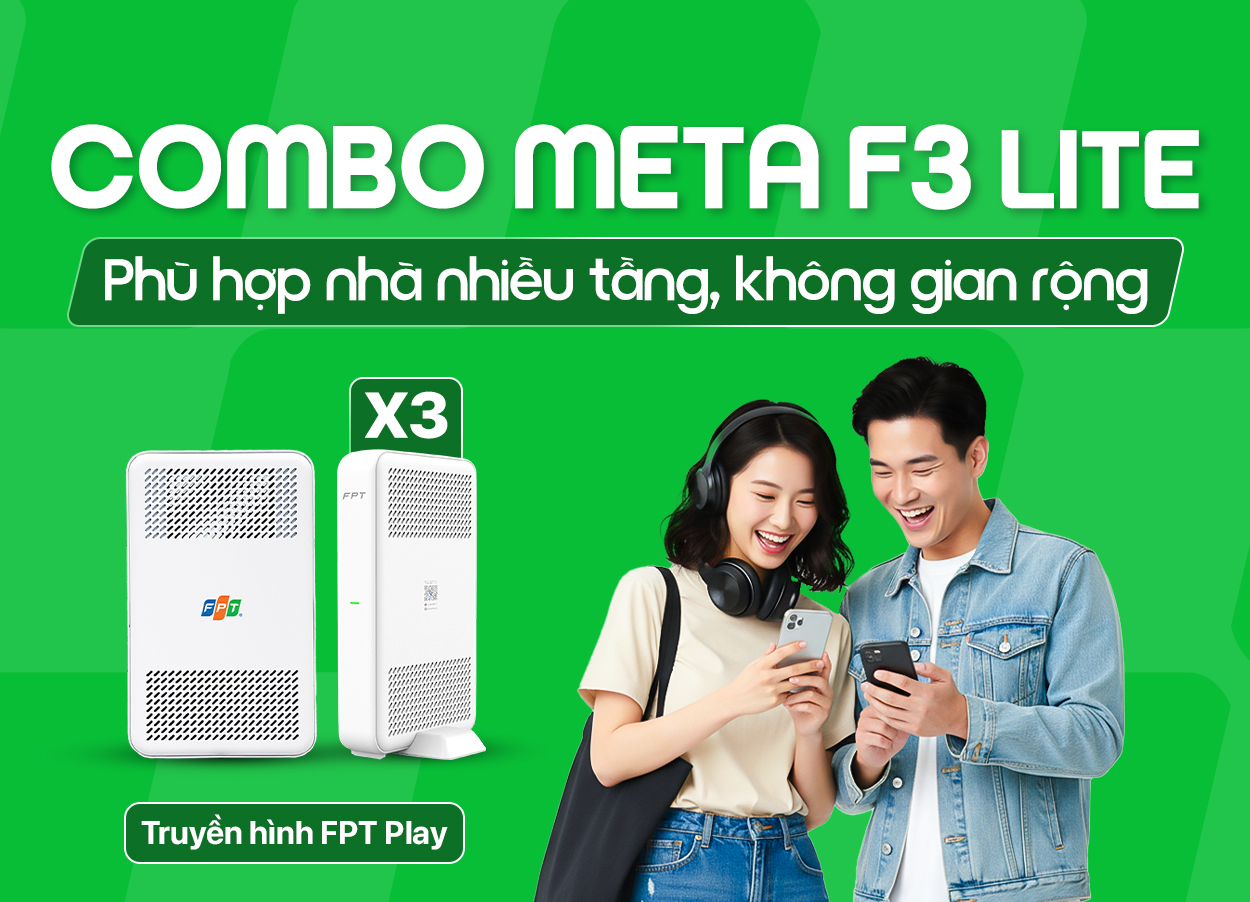 COMBO META F3 LITE
Phù hợp nhà nhiều tầng, không gian rộng
X3
FPT
FPT
Truyền hình FPT Play